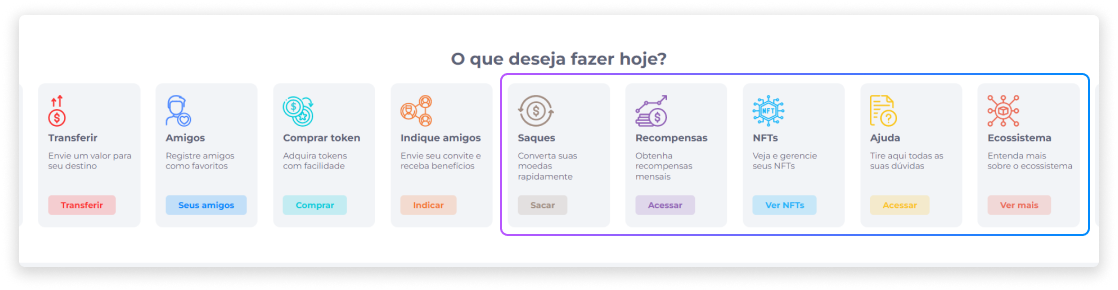 O que deseja fazer hoje?
Transferir
Envie um valor para
seu destino
Transferir
Amigos
Registre amigos
como favoritos
Seus amigos
Comprar token
Adquira tokens
com facilidade
Comprar
Indique amigos
Envie seu convite e
receba benefícios
Indicar
Saques
Converta suas
moedas
rapidamente
Sacar
Recompensas
Obtenha
recompensas
mensais
Acessar
NFT
NFTs
Veja e gerencie
seus NFTs
Ver NFTs
Ajuda
Tire aqui todas as
suas dúvidas
Acessar
Ecossistema
Entenda mais
sobre o ecossistema
Ver mais